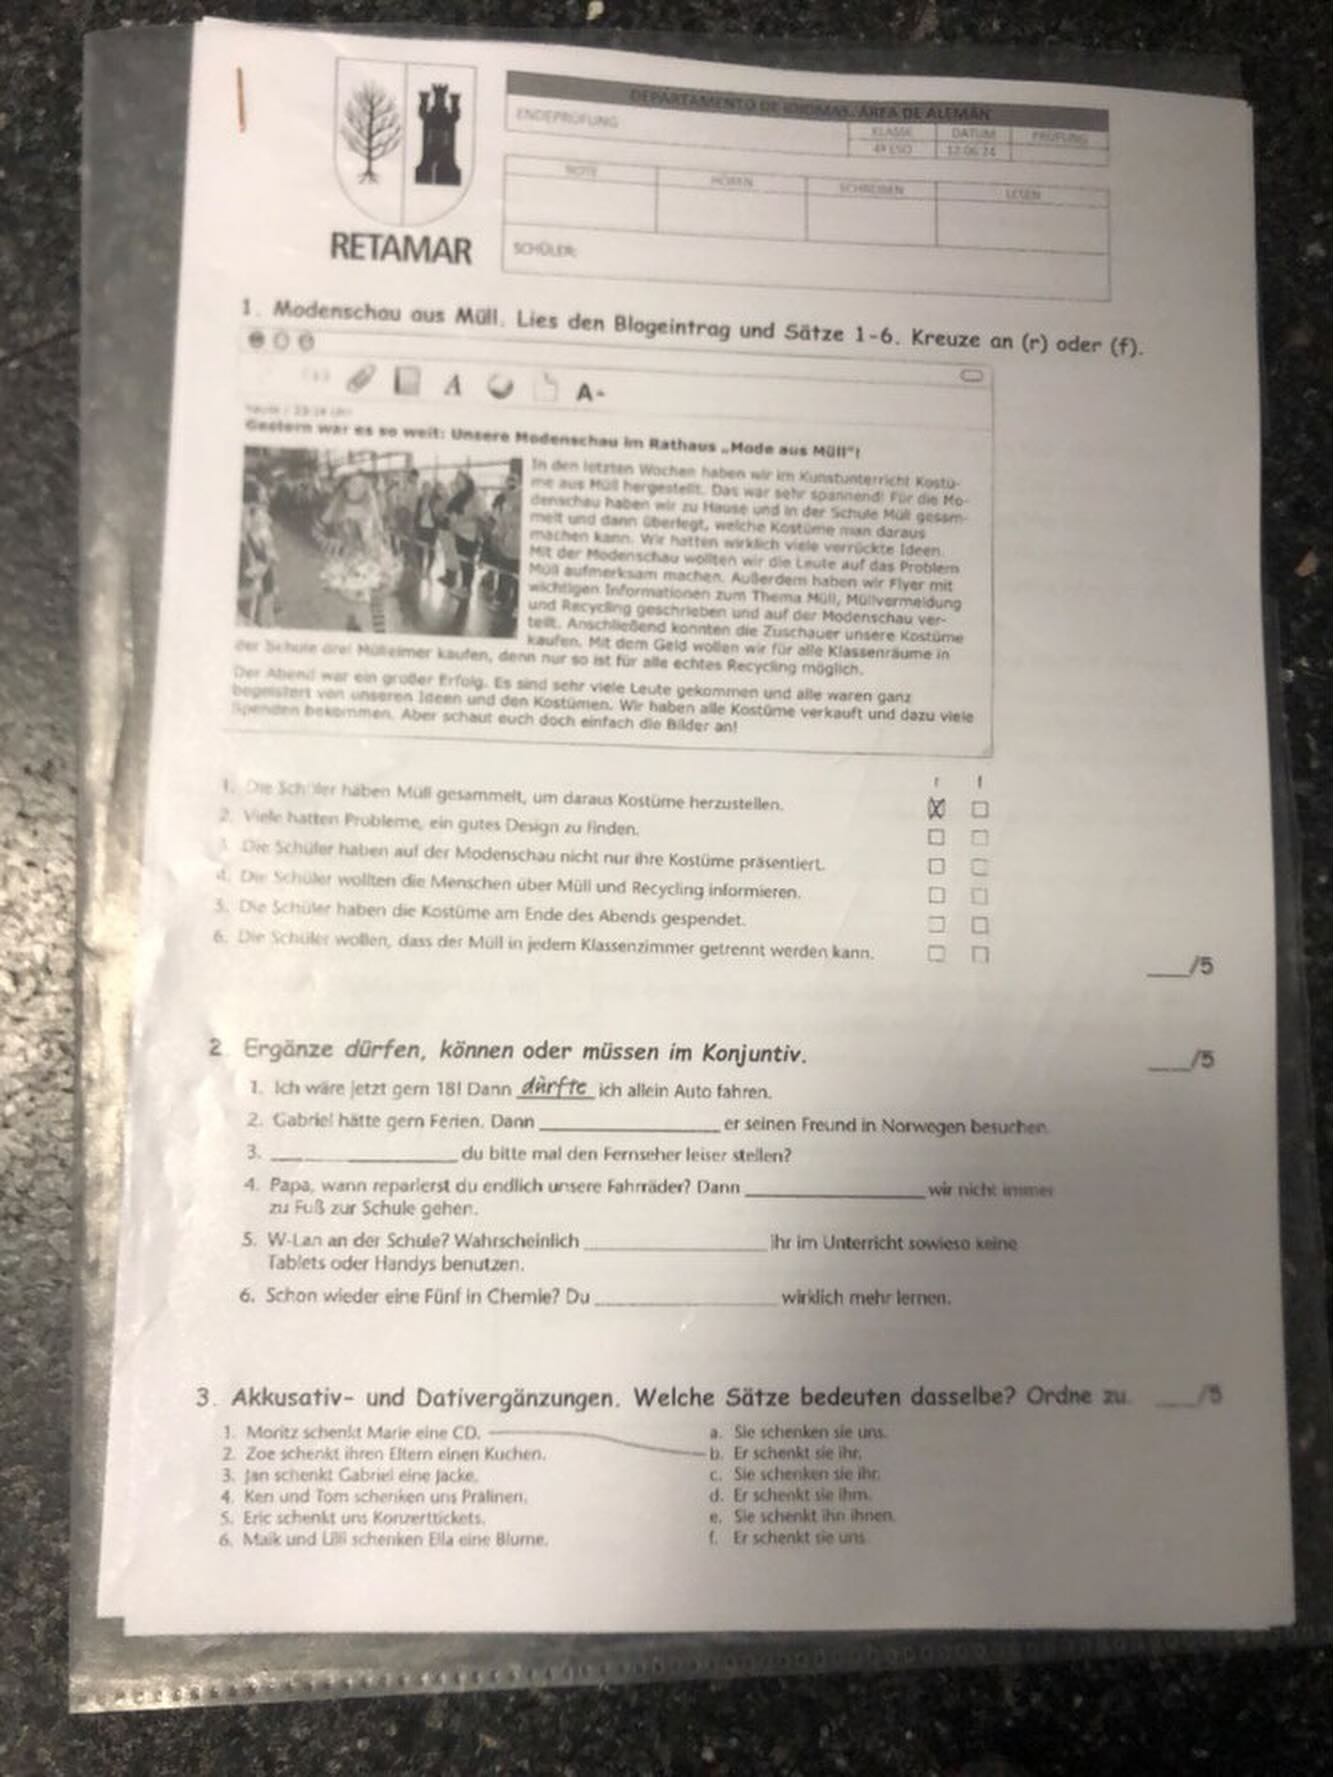 DEPARTAMENTO DE IDIOMAS. ÁREA DE ALEMÁN
ENDEPRÜFUNG
KLASSE DATUM PRÜFUNG
4º ESO 12.06.24
NOTE HÖREN SCHREIBEN LESEN
RETAMAR
SCHÜLER:
1. Modenschau aus Müll. Lies den Blogeintrag und Sätze 1-6. Kreuze an (r) oder (f).
A A-
Gestern war es so weit: Unsere Modenschau im Rathaus „Mode aus Müll“!
In den letzten Wochen haben wir im Kunstunterricht Kostü-
me aus Müll hergestellt. Das war sehr spannend! Für die Mo-
denschau haben wir zu Hause und in der Schule Müll gesam-
melt und dann überlegt, welche Kostüme man daraus
machen kann. Wir hatten wirklich viele verrückte Ideen.
Mit der Modenschau wollten wir die Leute auf das Problem
Müll aufmerksam machen. Außerdem haben wir Flyer mit
wichtigen Informationen zum Thema Müll, Müllvermeidung
und Recycling geschrieben und auf der Modenschau ver-
teilt. Anschließend konnten die Zuschauer unsere Kostüme
kaufen. Mit dem Geld wollen wir für alle Klassenräume in
der Schule drei Mülleimer kaufen, denn nur so ist für alle echtes Recycling möglich.
Der Abend war ein großer Erfolg. Es sind sehr viele Leute gekommen und alle waren ganz
begeistert von unseren Ideen und den Kostümen. Wir haben alle Kostüme verkauft und dazu viele
Spenden bekommen. Aber schaut euch doch einfach die Bilder an!
r f
1. Die Schüler haben Müll gesammelt, um daraus Kostüme herzustellen.
2. Viele hatten Probleme, ein gutes Design zu finden.
3. Die Schüler haben auf der Modenschau nicht nur ihre Kostüme präsentiert.
4. Die Schüler wollten die Menschen über Müll und Recycling informieren.
5. Die Schüler haben die Kostüme am Ende des Abends gespendet.
6. Die Schüler wollen, dass der Müll in jedem Klassenzimmer getrennt werden kann.
___/5
2. Ergänze dürfen, können oder müssen im Konjuntiv. ___/5
1. Ich wäre jetzt gern 18! Dann dürfte ich allein Auto fahren.
2. Gabriel hätte gern Ferien. Dann ______ er seinen Freund in Norwegen besuchen.
3. ______ du bitte mal den Fernseher leiser stellen?
4. Papa, wann reparierst du endlich unsere Fahrräder? Dann ______ wir nicht immer
zu Fuß zur Schule gehen.
5. W-Lan an der Schule? Wahrscheinlich ______ ihr im Unterricht sowieso keine
Tablets oder Handys benutzen.
6. Schon wieder eine Fünf in Chemie? Du ______ wirklich mehr lernen.
3. Akkusativ- und Dativergänzungen. Welche Sätze bedeuten dasselbe? Ordne zu. ___/5
1. Moritz schenkt Marie eine CD. a. Sie schenken sie uns.
2. Zoe schenkt ihren Eltern einen Kuchen. b. Er schenkt sie ihr.
3. Jan schenkt Gabriel eine Jacke. c. Sie schenken sie ihr.
4. Ken und Tom schenken uns Pralinen. d. Er schenkt sie ihm.
5. Eric schenkt uns Konzerttickets. e. Sie schenkt ihn ihnen.
6. Maik und Lilli schenken Ella eine Blume. f. Er schenkt sie uns.